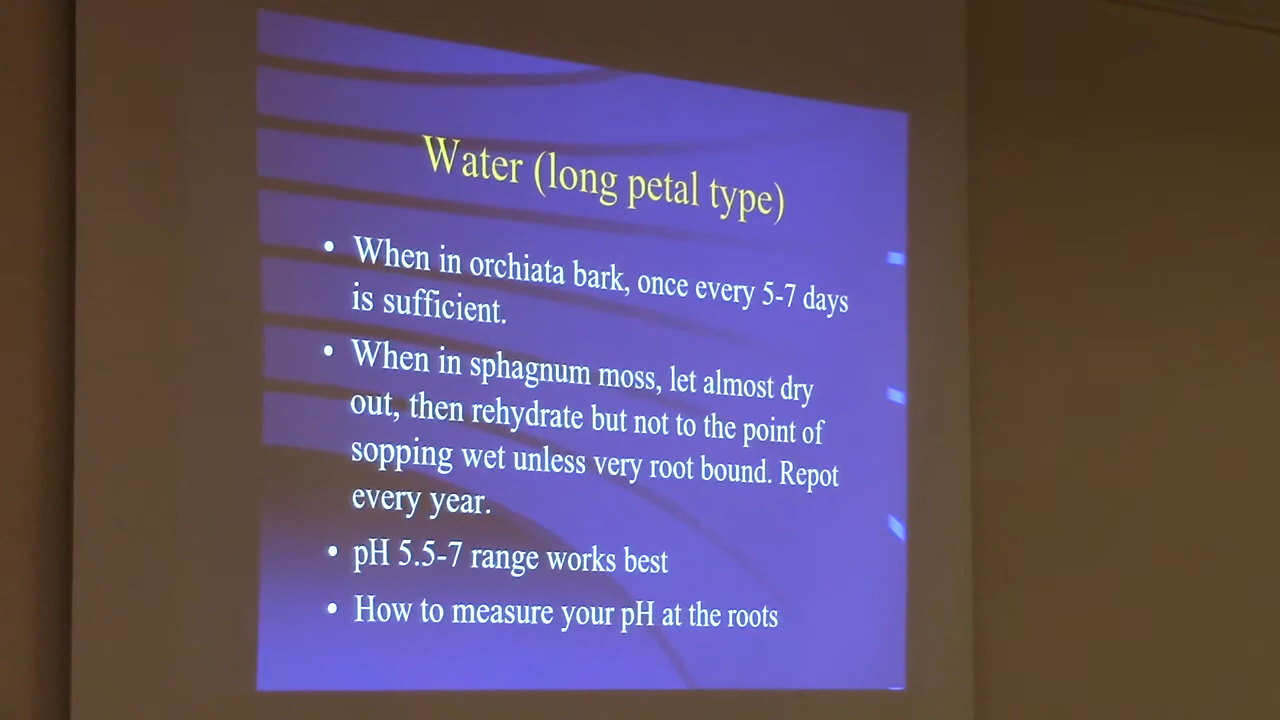 Water (long petal type)
• When in orchiata bark, once every 5-7 days
is sufficient.
• When in sphagnum moss, let almost dry
out, then rehydrate but not to the point of
sopping wet unless very root bound. Repot
every year.
• pH 5.5-7 range works best
• How to measure your pH at the roots